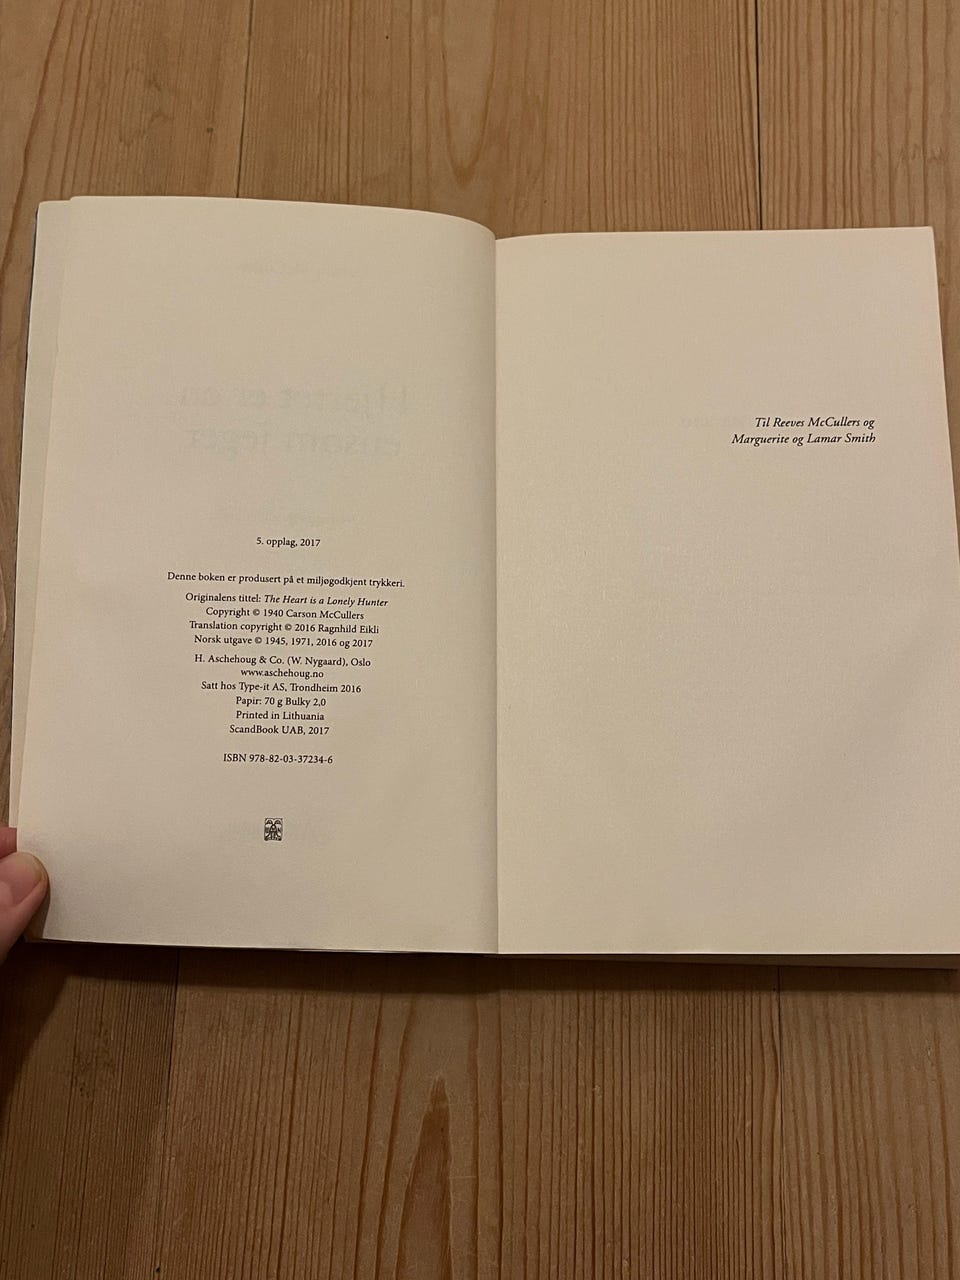 5. opplag, 2017
Denne boken er produsert på et miljøgodkjent trykkeri.
Originalens tittel: The Heart is a Lonely Hunter
Copyright © 1940 Carson McCullers
Translation copyright © 2016 Ragnhild Eikli
Norsk utgave © 1945, 1971, 2016 og 2017
H. Aschehoug & Co. (W. Nygaard), Oslo
www.aschehoug.no
Satt hos Type-it AS, Trondheim 2016
Papir: 70 g Bulky 2,0
Printed in Lithuania
ScandBook UAB, 2017
ISBN 978-82-03-37234-6
Til Reeves McCullers og
Marguerite og Lamar Smith